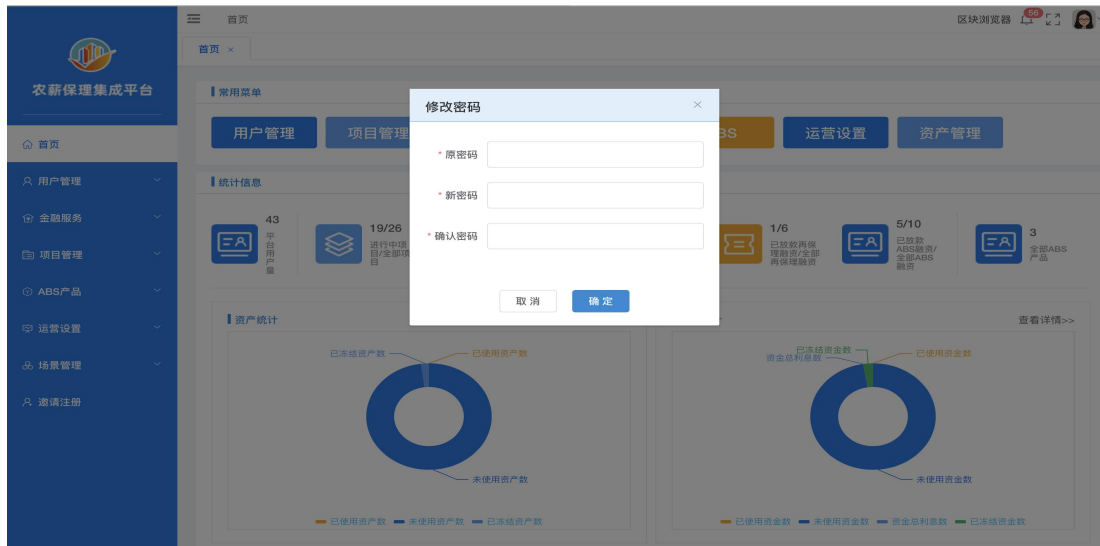 首页
区块浏览器
56
首页 ×
农薪保理集成平台
常用菜单
用户管理
项目管理
BS
运营设置
资产管理
修改密码
* 原密码
* 新密码
* 确认密码
取 消
确 定
首页
用户管理
金融服务
项目管理
ABS产品
运营设置
场景管理
邀请注册
统计信息
43
平
台
用
户
量
19/26
进行中项
目/全部项
目
1/6
已放款再保
理融资/全部
再保理融资
5/10
已放款
ABS融资/
全部ABS
融资
3
全部ABS
产品
资产统计
查看详情>>
已冻结资产数
已使用资产数
未使用资产数
已使用资产数 未使用资产数 已冻结资产数
已冻结资金数
资金总利息数
已使用资金数
未使用资金数
已使用资金数 未使用资金数 资金总利息数 已冻结资金数